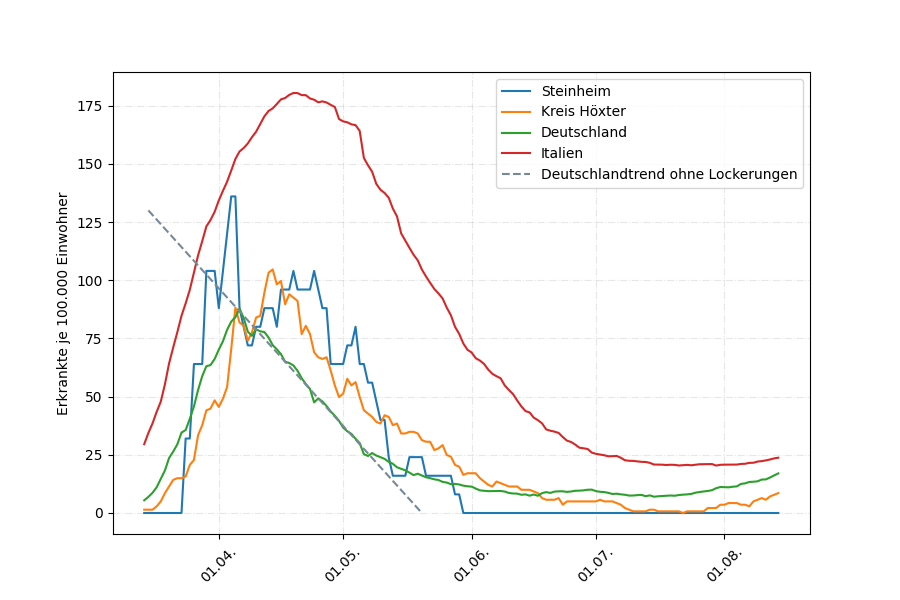 Steinheim
Kreis Höxter
Deutschland
Italien
Deutschlandtrend ohne Lockerungen
Erkrankte je 100.000 Einwohner
175
150
125
100
75
50
25
0
01.04.
01.05.
01.06.
01.07.
01.08.